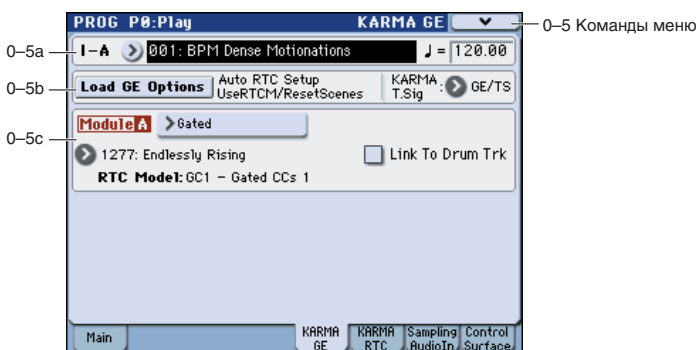 PROG P0:Play KARMA GE
0–5 Команды меню
0–5a
I–A 001: BPM Dense Motionations ♩= 120.00
0–5b
Load GE Options Auto RTC Setup KARMA : GE/TS
UseRTCM/ResetScenes T.Sig
0–5c
Module A Gated
1277: Endlessly Rising Link To Drum Trk
RTC Model: GC1 – Gated CCs 1
Main KARMA KARMA Sampling Control
GE RTC AudioIn Surface